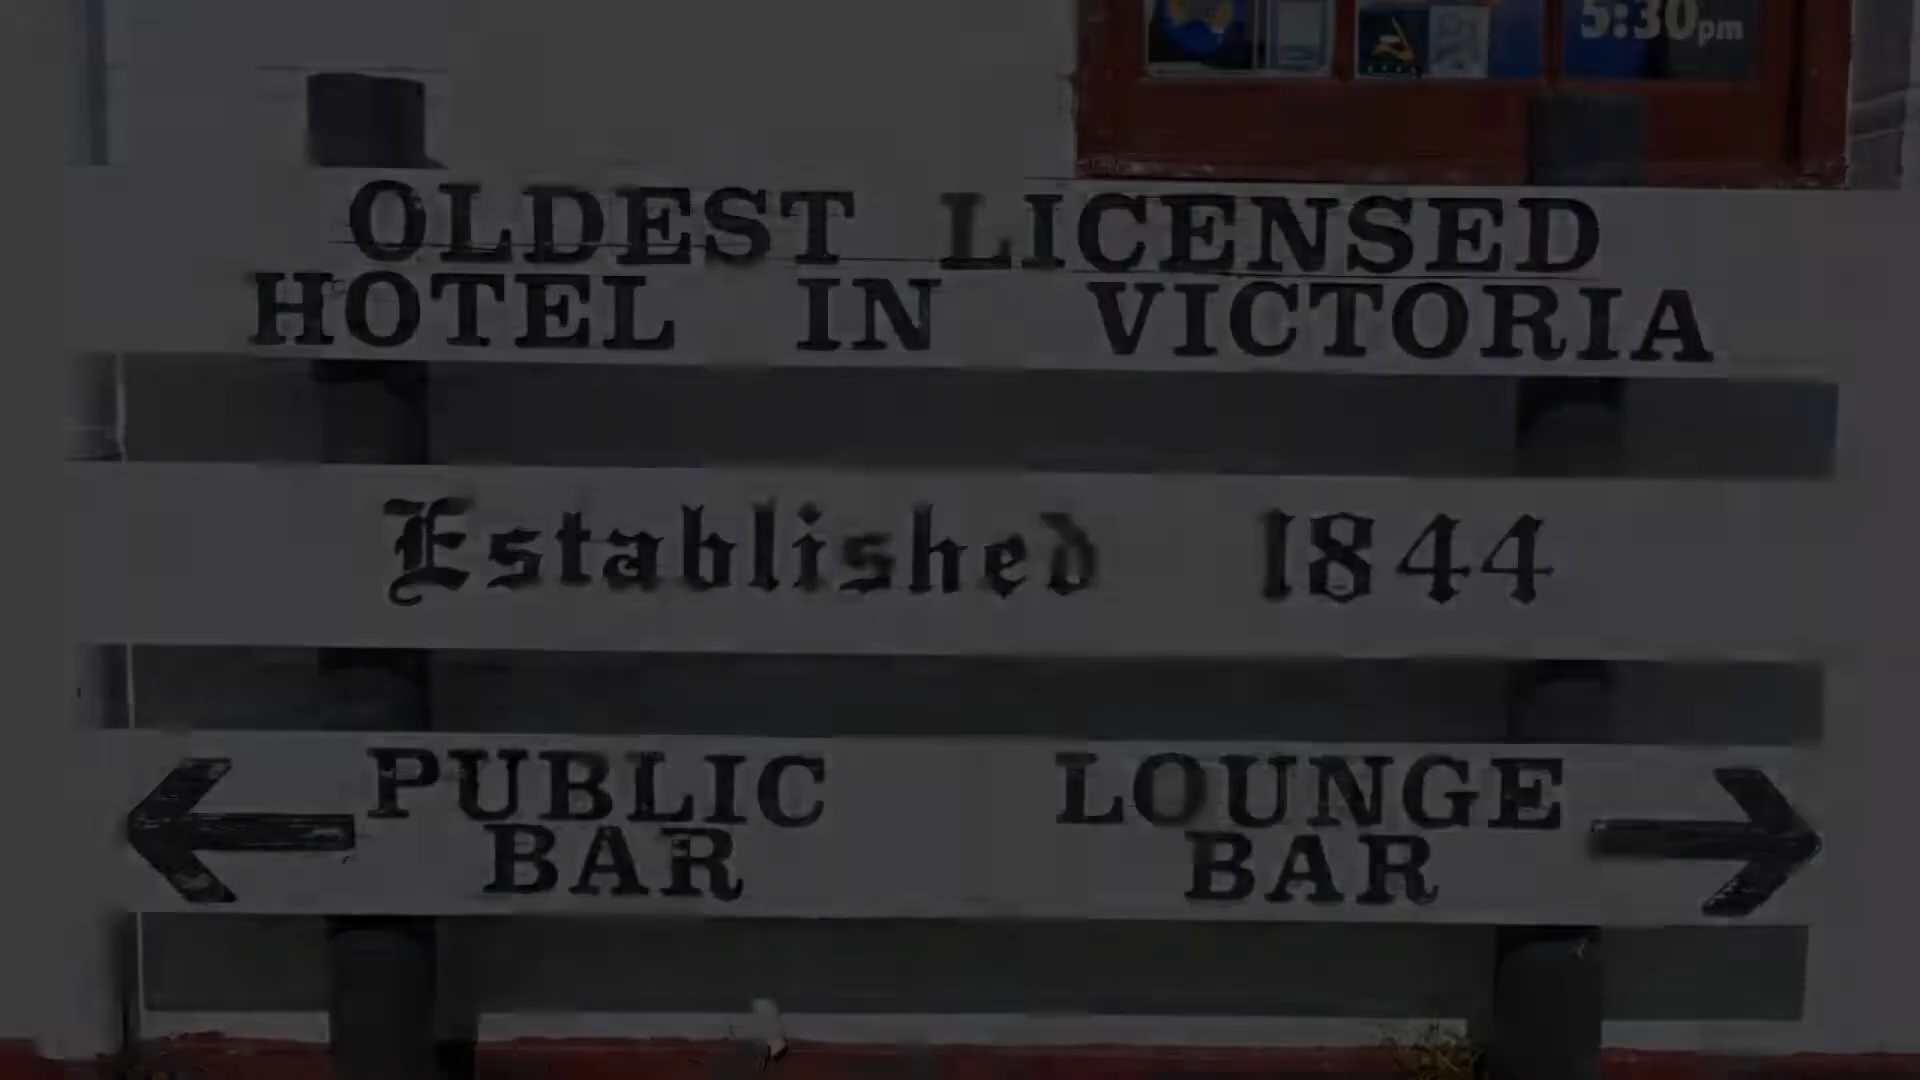 5:30pm
OLDEST LICENSED
HOTEL IN VICTORIA
Established 1844
PUBLIC LOUNGE
BAR BAR